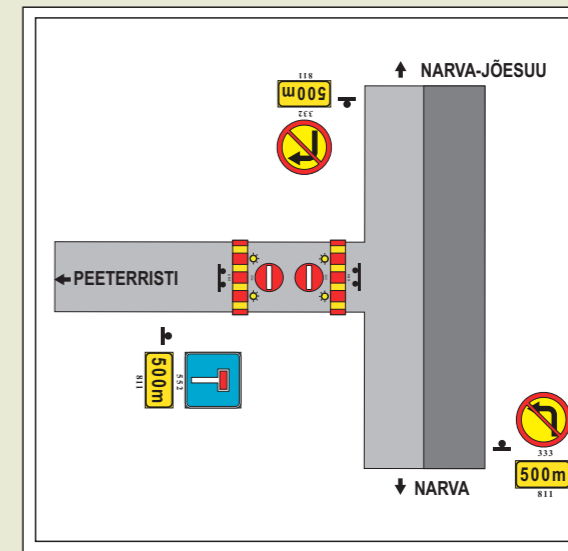 NARVA-JÕESUU
811
500m
332
PEETERRISTI
500m
811
552
333
500m
811
NARVA